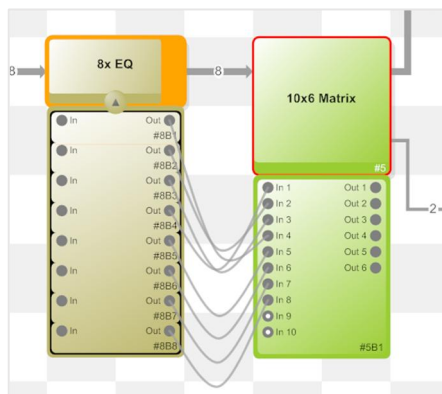 8
8x EQ
8
10x6 Matrix
#5
2
In Out
#8B1
In Out
#8B2
In Out
#8B3
In Out
#8B4
In Out
#8B5
In Out
#8B6
In Out
#8B7
In Out
#8B8
In 1 Out 1
In 2 Out 2
In 3 Out 3
In 4 Out 4
In 5 Out 5
In 6 Out 6
In 7
In 8
In 9
In 10
#5B1